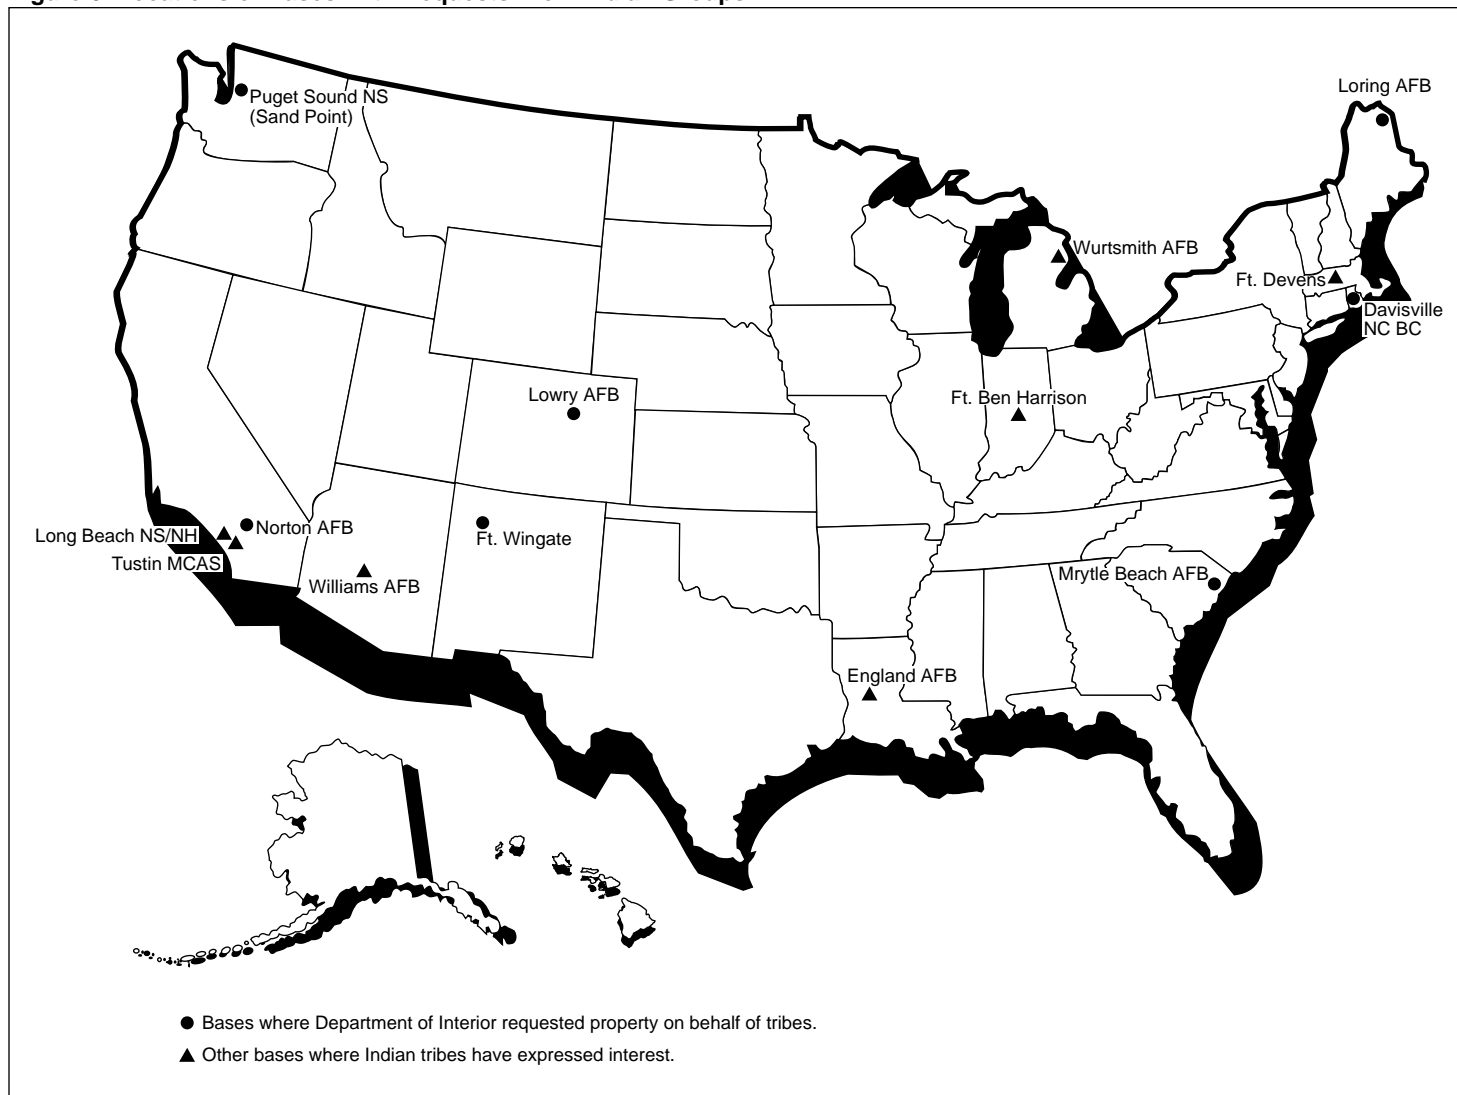 Puget Sound NS
(Sand Point)
Loring AFB
Wurtsmith AFB
Ft. Devens
Davisville
NC BC
Lowry AFB
Ft. Ben Harrison
Long Beach NS/NH
Norton AFB
Tustin MCAS
Ft. Wingate
Williams AFB
Mrytle Beach AFB
England AFB
● Bases where Department of Interior requested property on behalf of tribes.
▲ Other bases where Indian tribes have expressed interest.